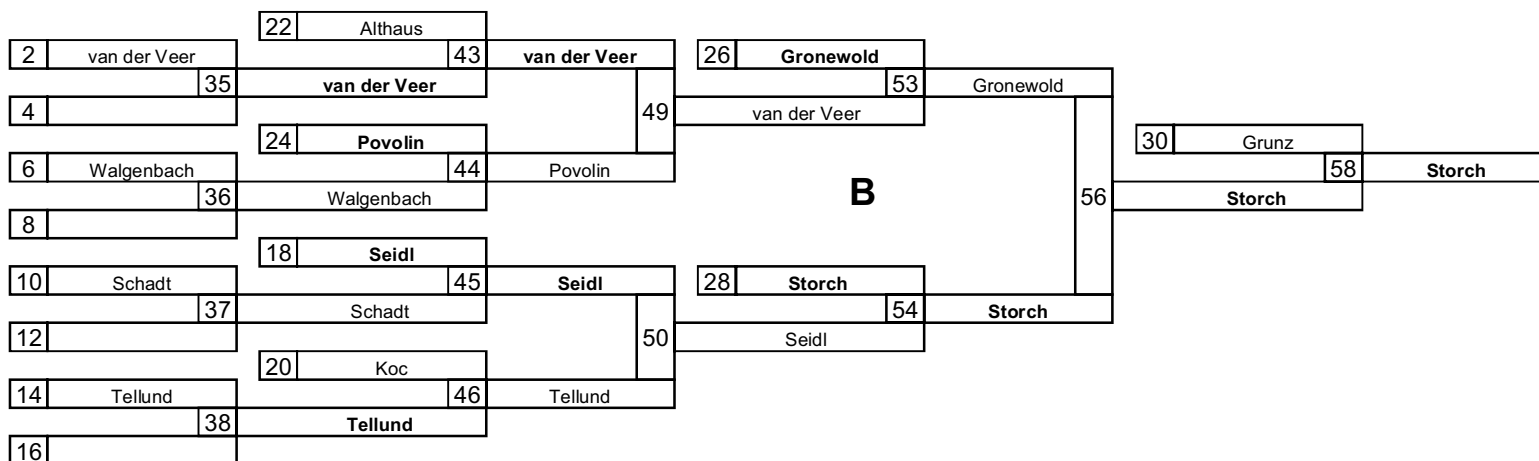 22 Althaus
2 van der Veer 43 van der Veer 26 Gronewold
35 van der Veer 53 Gronewold
4 49 van der Veer
24 Povolin 30 Grunz
6 Walgenbach 44 Povolin 58 Storch
36 Walgenbach B 56 Storch
8
18 Seidl
10 Schadt 45 Seidl 28 Storch
37 Schadt 54 Storch
12 50 Seidl
20 Koc
14 Tellund 46 Tellund
38 Tellund
16